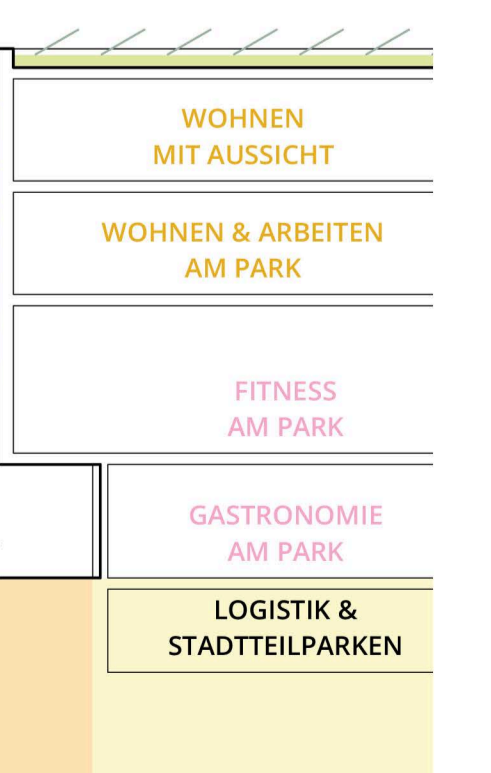 WOHNEN
MIT AUSSICHT
WOHNEN & ARBEITEN
AM PARK
FITNESS
AM PARK
GASTRONOMIE
AM PARK
LOGISTIK &
STADTTEILPARKEN